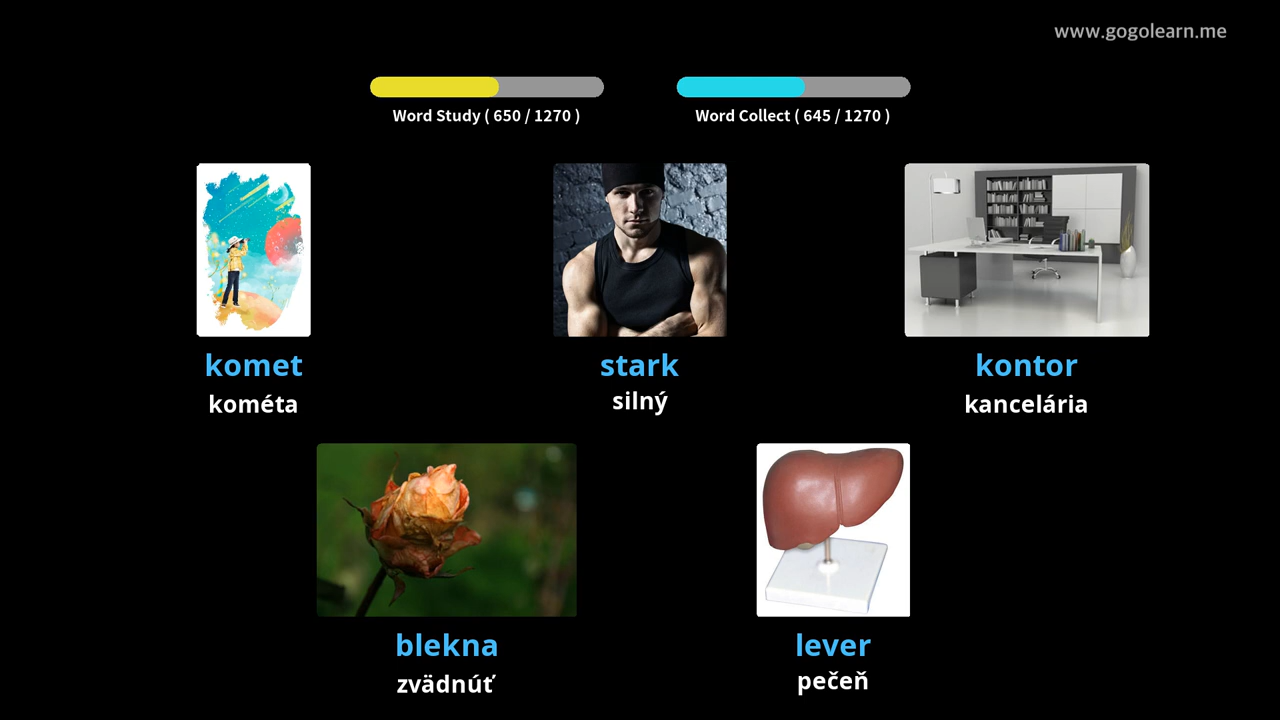 www.gogolearn.me
Word Study ( 650 / 1270 )
Word Collect ( 645 / 1270 )
komet
kométa
stark
silný
kontor
kancelária
blekna
zvädnúť
lever
pečeň